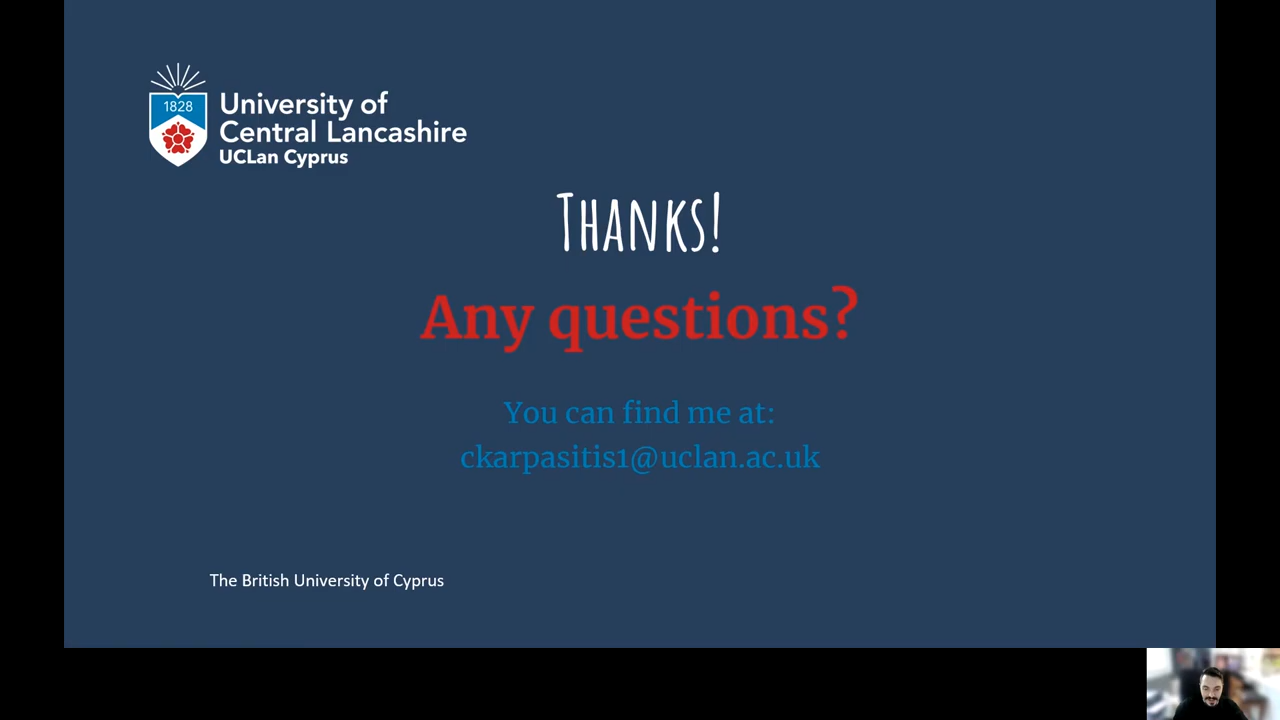 1828
University of
Central Lancashire
UCLan Cyprus
THANKS!
Any questions?
You can find me at:
ckarpasitis1@uclan.ac.uk
The British University of Cyprus